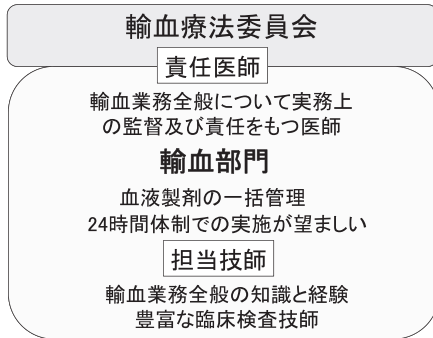 輸血療法委員会
責任医師
輸血業務全般について実務上
の監督及び責任をもつ医師
輸血部門
血液製剤の一括管理
24時間体制での実施が望ましい
担当技師
輸血業務全般の知識と経験
豊富な臨床検査技師